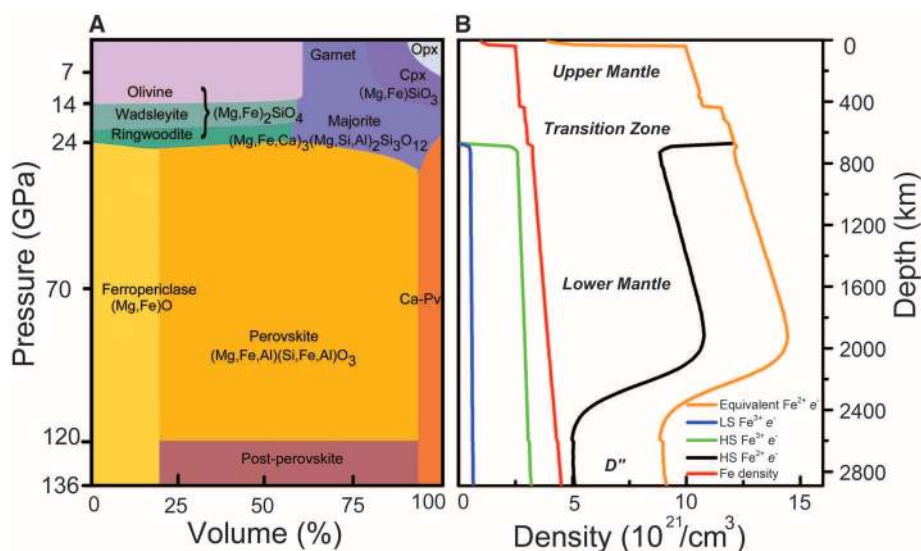 A
Pressure (GPa)
7
14
24
70
120
136
Olivine
Wadsleyite
Ringwoodite
(Mg,Fe)₂SiO₄
Garnet
Opx
Cpx
(Mg,Fe)SiO₃
Majorite
(Mg,Fe,Ca)₃(Mg,Si,Al)₂Si₃O₁₂
Ferropericlase
(Mg,Fe)O
Ca-Pv
Perovskite
(Mg,Fe,Al)(Si,Fe,Al)O₃
Post-perovskite
0 25 50 75 100
Volume (%)
B
Upper Mantle
Transition Zone
Lower Mantle
D"
Equivalent Fe²⁺ e⁻
LS Fe³⁺ e⁻
HS Fe³⁺ e⁻
HS Fe²⁺ e⁻
Fe density
0
400
800
1200
1600
2000
2400
2800
Depth (km)
0 5 10 15
Density (10²¹/cm³)